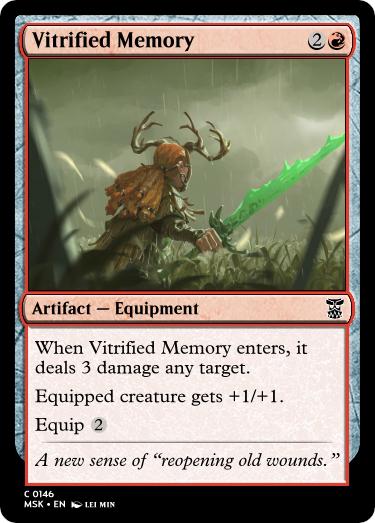 Vitrified Memory 2
Artifact — Equipment
When Vitrified Memory enters, it
deals 3 damage any target.
Equipped creature gets +1/+1.
Equip 2
A new sense of “reopening old wounds.”
C 0146
MSK • EN LEI MIN